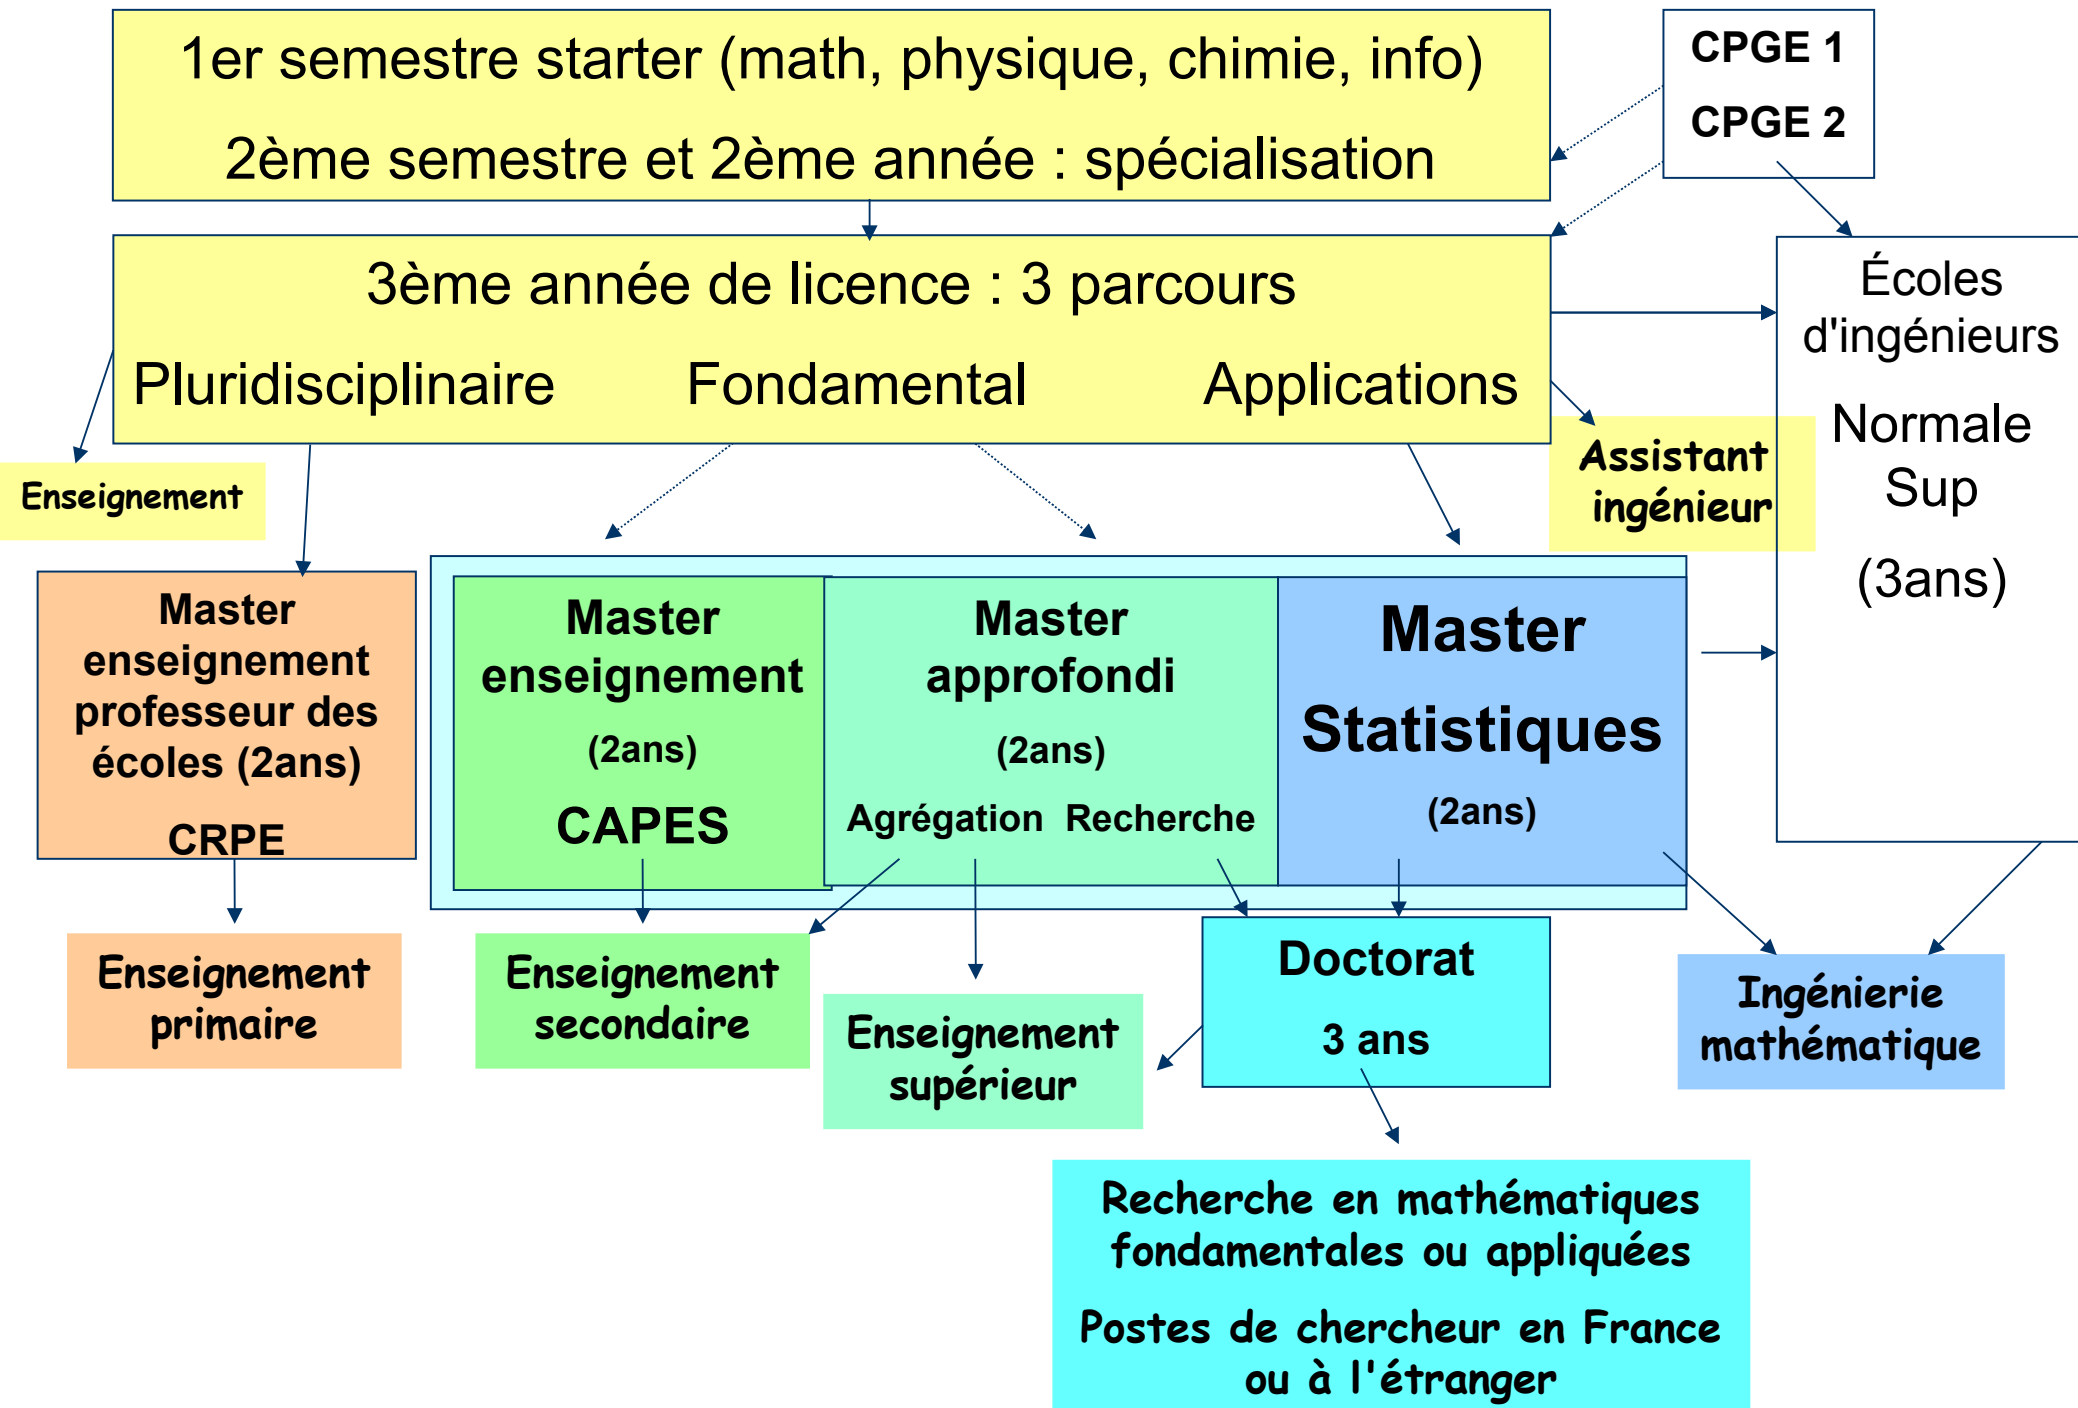 1er semestre starter (math, physique, chimie, info)
2ème semestre et 2ème année : spécialisation
CPGE 1
CPGE 2
3ème année de licence : 3 parcours
Pluridisciplinaire Fondamental Applications
Écoles
d'ingénieurs
Normale
Sup
(3ans)
Enseignement
Assistant
ingénieur
Master
enseignement
professeur des
écoles (2ans)
CRPE
Master
enseignement
(2ans)
CAPES
Master
approfondi
(2ans)
Agrégation Recherche
Master
Statistiques
(2ans)
Enseignement
primaire
Enseignement
secondaire
Enseignement
supérieur
Doctorat
3 ans
Ingénierie
mathématique
Recherche en mathématiques
fondamentales ou appliquées
Postes de chercheur en France
ou à l'étranger